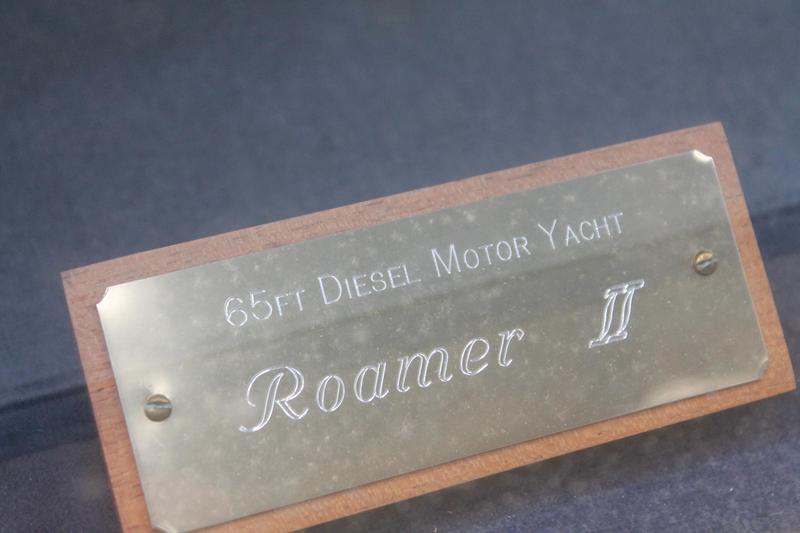 65FT DIESEL MOTOR YACHT
Roamer II